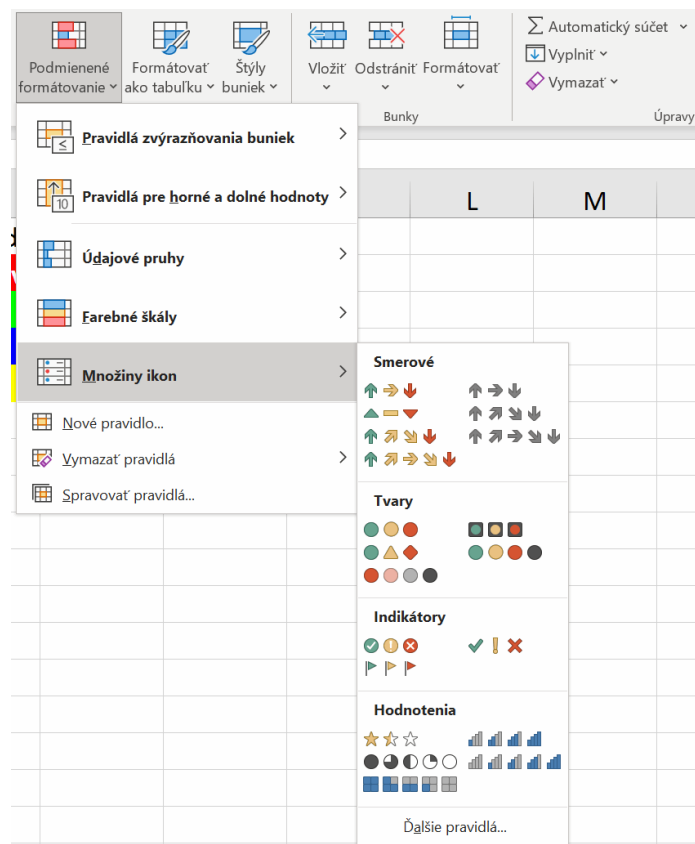 Podmienené
formátovanie
Formátovať
ako tabuľku
Štýly
buniek
Vložiť
Odstrániť
Formátovať
Bunky
Automatický súčet
Vyplniť
Vymazať
Úpravy
L
M
Pravidlá zvýrazňovania buniek
Pravidlá pre horné a dolné hodnoty
10
Údajové pruhy
Farebné škály
Množiny ikon
Nové pravidlo...
Vymazať pravidlá
Spravovať pravidlá...
Smerové
Tvary
Indikátory
Hodnotenia
Ďalšie pravidlá...